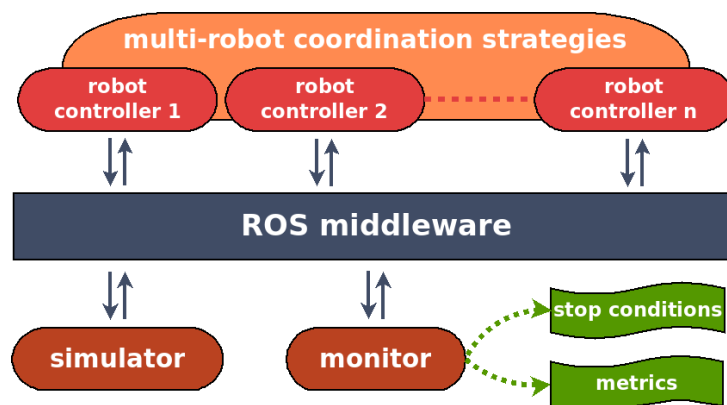 multi-robot coordination strategies
robot
controller 1
robot
controller 2
robot
controller n
ROS middleware
simulator
monitor
stop conditions
metrics